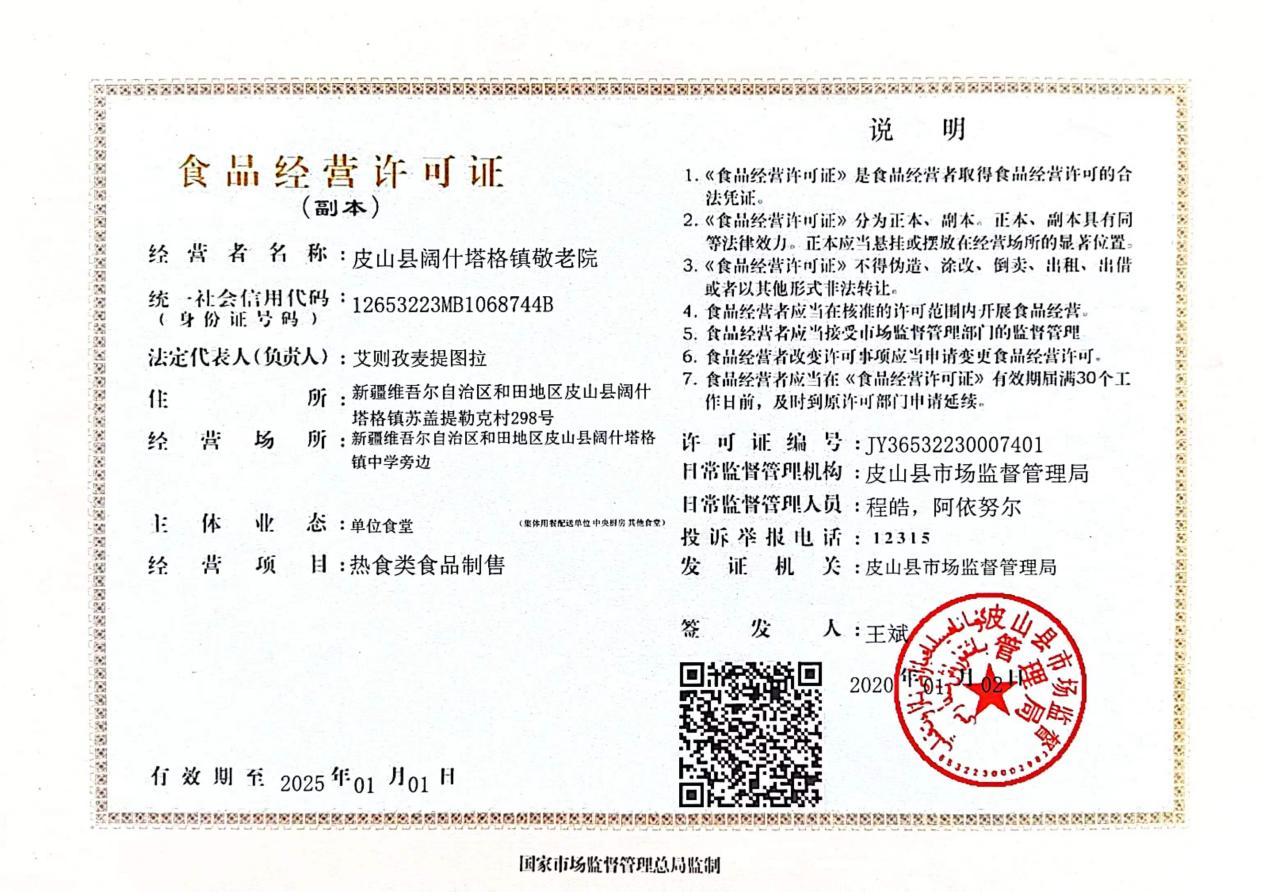 食品经营许可证
（副本）
经营者名称：皮山县阔什塔格镇敬老院
统一社会信用代码：12653223MB1068744B
（身份证号码）
法定代表人(负责人)：艾则孜麦提图拉
住所：新疆维吾尔自治区和田地区皮山县阔什
塔格镇苏盖提勒克村298号
经营场所：新疆维吾尔自治区和田地区皮山县阔什塔格
镇中学旁边
主体业态：单位食堂
（集体用餐配送单位 中央厨房 其他食堂）
经营项目：热食类食品制售
有效期至 2025年01月01日
说明
1.《食品经营许可证》是食品经营者取得食品经营许可的合
法凭证。
2.《食品经营许可证》分为正本、副本。正本、副本具有同
等法律效力。正本应当悬挂或摆放在经营场所的显著位置。
3.《食品经营许可证》不得伪造、涂改、倒卖、出租、出借
或者以其他形式非法转让。
4. 食品经营者应当在核准的许可范围内开展食品经营。
5. 食品经营者应当接受市场监督管理部门的监督管理
6. 食品经营者改变许可事项应当申请变更食品经营许可。
7. 食品经营者应当在《食品经营许可证》有效期届满30个工
作日前，及时到原许可部门申请延续。
许可证编号：JY36532230007401
日常监督管理机构：皮山县市场监督管理局
日常监督管理人员：程皓，阿依努尔
投诉举报电话：12315
发证机关：皮山县市场监督管理局
签发人：王斌
2020年01月02日
皮山县市场监督
管理局
国家市场监督管理总局监制